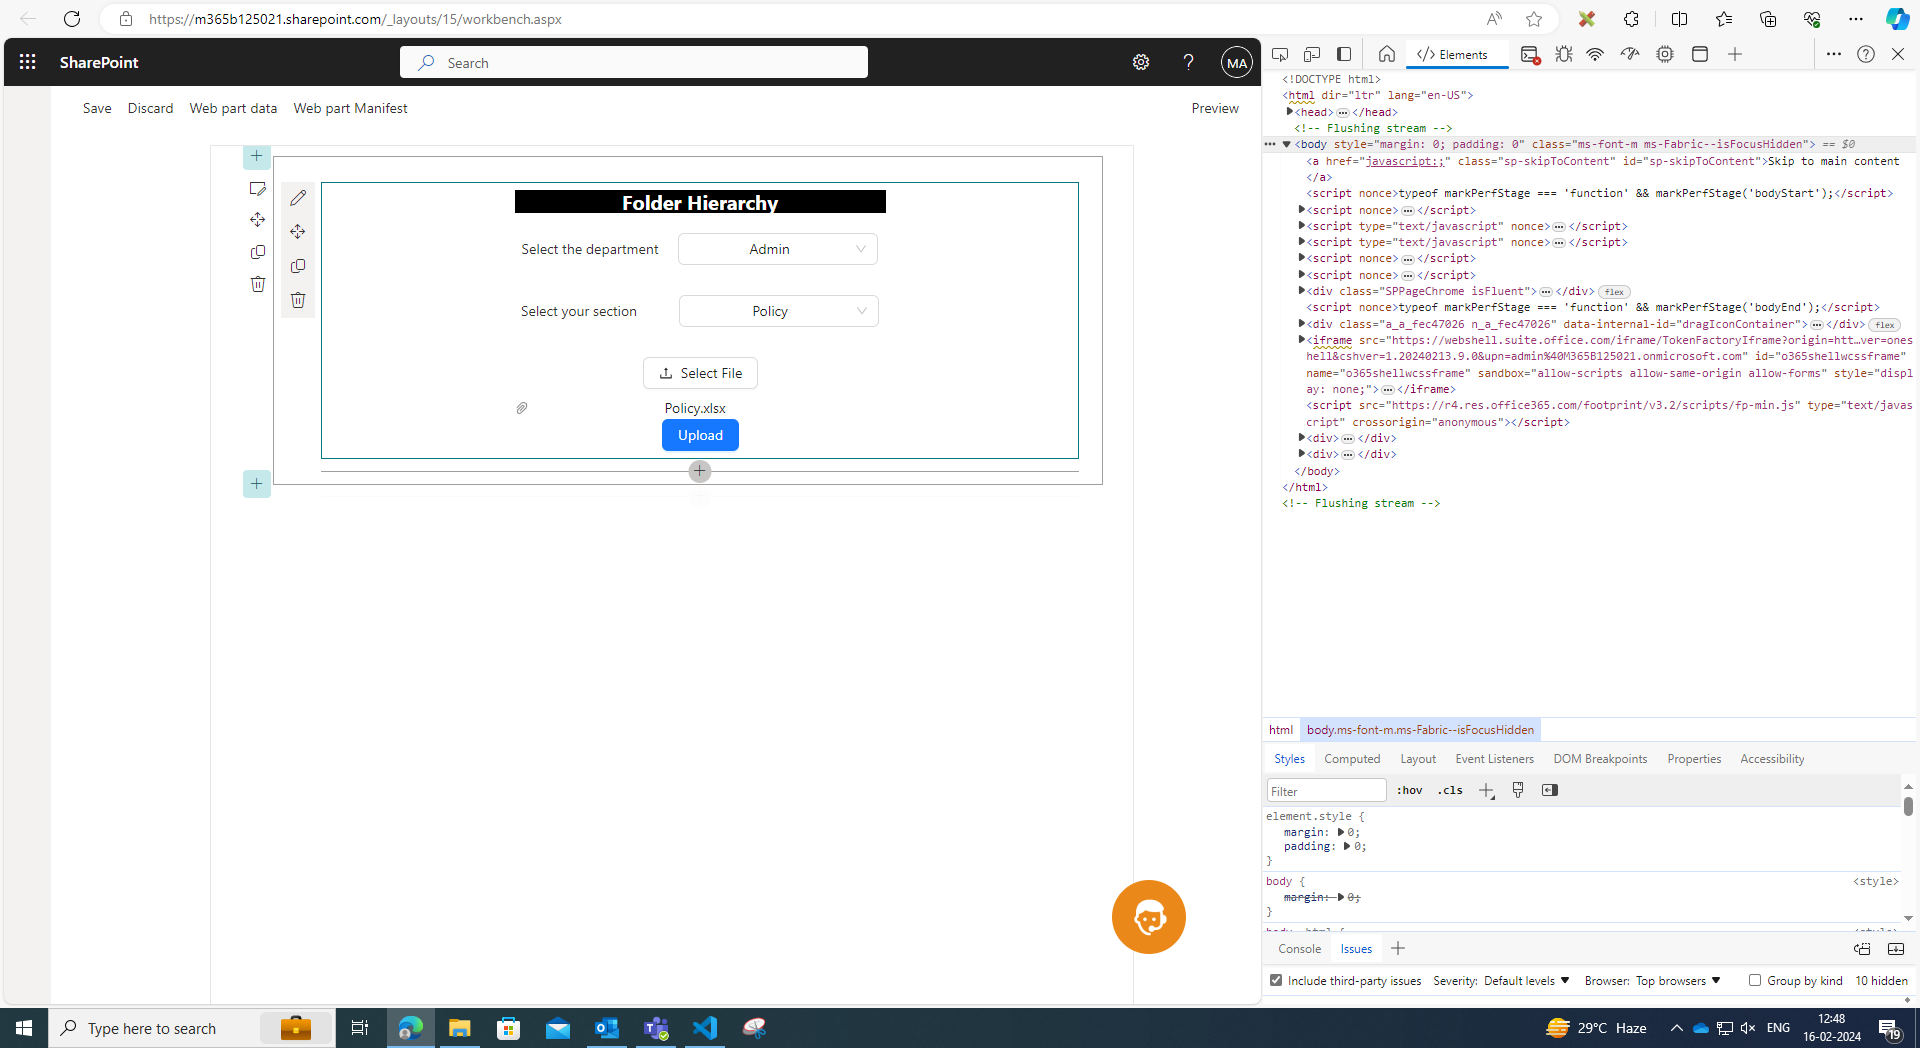 https://m365b125021.sharepoint.com/_layouts/15/workbench.aspx
SharePoint
Search
MA
Save Discard Web part data Web part Manifest Preview
Folder Hierarchy
Select the department Admin
Select your section Policy
Select File
Policy.xlsx
Upload
Elements
<!DOCTYPE html>
<html dir="ltr" lang="en-US">
<head> ••• </head>
<!-- Flushing stream -->
<body style="margin: 0; padding: 0" class="ms-font-m ms-Fabric--isFocusHidden"> == $0
<a href="javascript:;" class="sp-skipToContent" id="sp-skipToContent">Skip to main content
</a>
<script nonce>typeof markPerfStage === 'function' && markPerfStage('bodyStart');</script>
<script nonce> ••• </script>
<script type="text/javascript" nonce> ••• </script>
<script type="text/javascript" nonce> ••• </script>
<script nonce> ••• </script>
<script nonce> ••• </script>
<div class="SPPageChrome isFluent"> ••• </div> flex
<script nonce>typeof markPerfStage === 'function' && markPerfStage('bodyEnd');</script>
<div class="a_a_fec47026 n_a_fec47026" data-internal-id="dragIconContainer"> ••• </div> flex
<iframe src="https://webshell.suite.office.com/iframe/TokenFactoryIframe?origin=htt…ver=ones
hell&cshver=1.20240213.9.0&upn=admin%40M365B125021.onmicrosoft.com" id="o365shellwcssframe"
name="o365shellwcssframe" sandbox="allow-scripts allow-same-origin allow-forms" style="displ
ay: none;"> ••• </iframe>
<script src="https://r4.res.office365.com/footprint/v3.2/scripts/fp-min.js" type="text/javas
cript" crossorigin="anonymous"></script>
<div> ••• </div>
<div> ••• </div>
</body>
</html>
<!-- Flushing stream -->
html body.ms-font-m.ms-Fabric--isFocusHidden
Styles Computed Layout Event Listeners DOM Breakpoints Properties Accessibility
Filter :hov .cls
element.style {
margin: 0;
padding: 0;
}
body { <style>
margin: 0;
}
Console Issues
Include third-party issues Severity: Default levels Browser: Top browsers Group by kind 10 hidden
Type here to search
29°C Haze ENG 12:48
16-02-2024
19